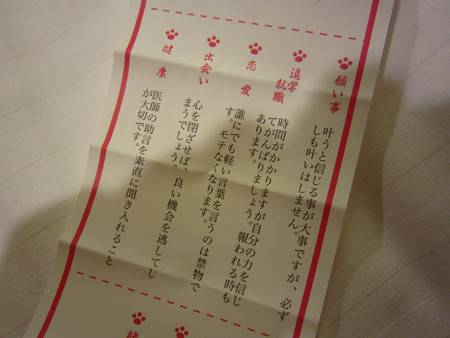 願い事
叶うと信じる事が大事ですが、必ず
しも叶いはしません。
進学
就職
時間がかかりますが自分の力を信じ
てがんばりましょう。報われる時も
あります。
恋愛
誰にでも軽い言葉を言うのは禁物で
す。モテなくなります。
出会い
心を閉ざせば、良い機会を逃してし
まうでしょう。
健康
医師の助言を素直に聞き入れること
が大切です。